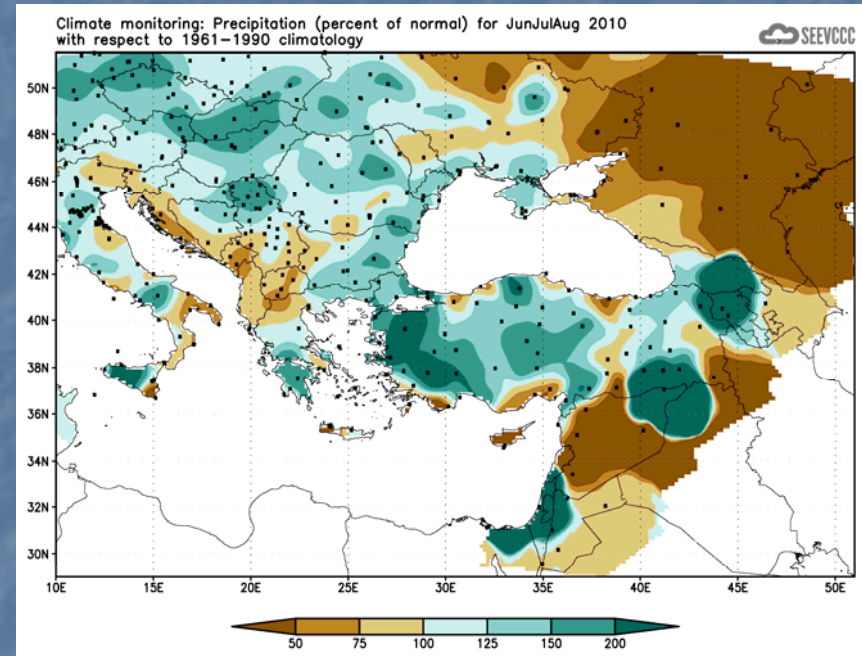 Climate monitoring: Precipitation (percent of normal) for JunJulAug 2010
with respect to 1961–1990 climatology
SEEVCCC
50N
48N
46N
44N
42N
40N
38N
36N
34N
32N
30N
10E 15E 20E 25E 30E 35E 40E 45E 50E
50 75 100 125 150 200